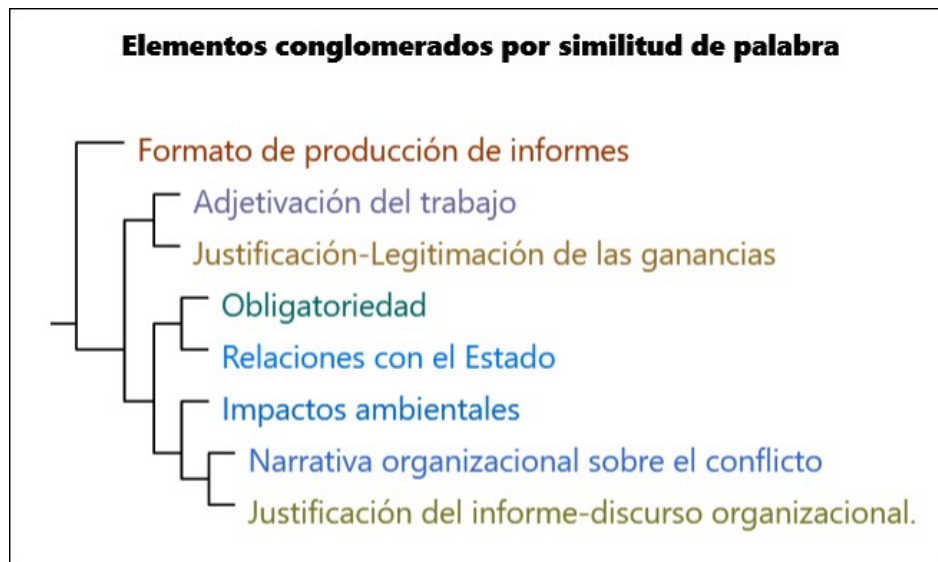 Elementos conglomerados por similitud de palabra
Formato de producción de informes
Adjetivación del trabajo
Justificación-Legitimación de las ganancias
Obligatoriedad
Relaciones con el Estado
Impactos ambientales
Narrativa organizacional sobre el conflicto
Justificación del informe-discurso organizacional.